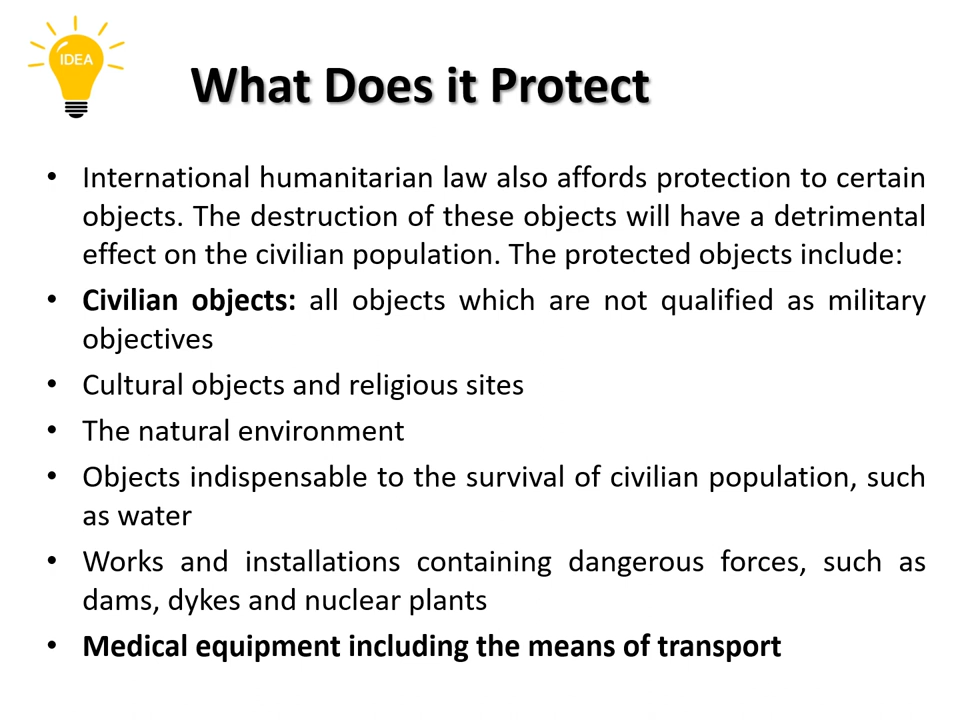 IDEA
What Does it Protect
• International humanitarian law also affords protection to certain
objects. The destruction of these objects will have a detrimental
effect on the civilian population. The protected objects include:
• Civilian objects: all objects which are not qualified as military
objectives
• Cultural objects and religious sites
• The natural environment
• Objects indispensable to the survival of civilian population, such
as water
• Works and installations containing dangerous forces, such as
dams, dykes and nuclear plants
• Medical equipment including the means of transport